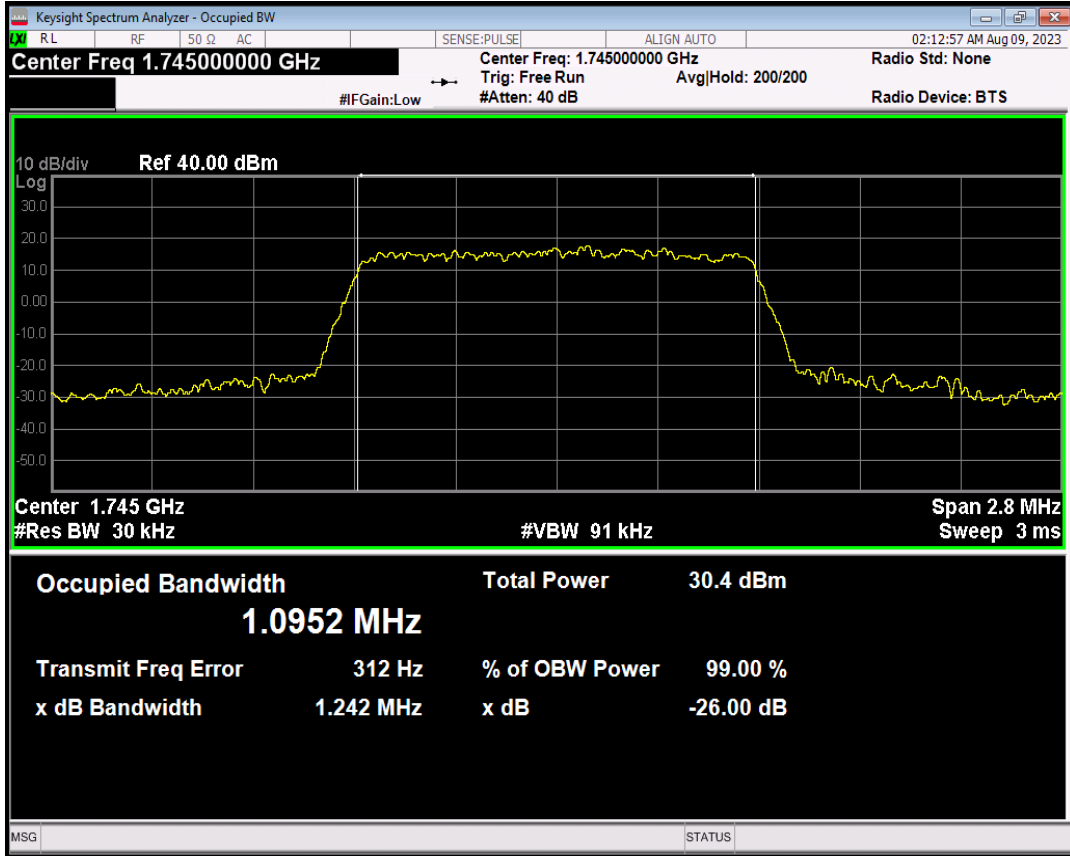 Keysight Spectrum Analyzer - Occupied BW
LXI RL RF 50 Ω AC SENSE:PULSE ALIGN AUTO 02:12:57 AM Aug 09, 2023
Center Freq 1.745000000 GHz
Center Freq: 1.745000000 GHz
Radio Std: None
Trig: Free Run Avg|Hold: 200/200
#IFGain:Low #Atten: 40 dB Radio Device: BTS
10 dB/div Ref 40.00 dBm
Log
30.0
20.0
10.0
0.00
-10.0
-20.0
-30.0
-40.0
-50.0
Center 1.745 GHz Span 2.8 MHz
#Res BW 30 kHz #VBW 91 kHz Sweep 3 ms
Occupied Bandwidth Total Power 30.4 dBm
1.0952 MHz
Transmit Freq Error 312 Hz % of OBW Power 99.00 %
x dB Bandwidth 1.242 MHz x dB -26.00 dB
MSG STATUS